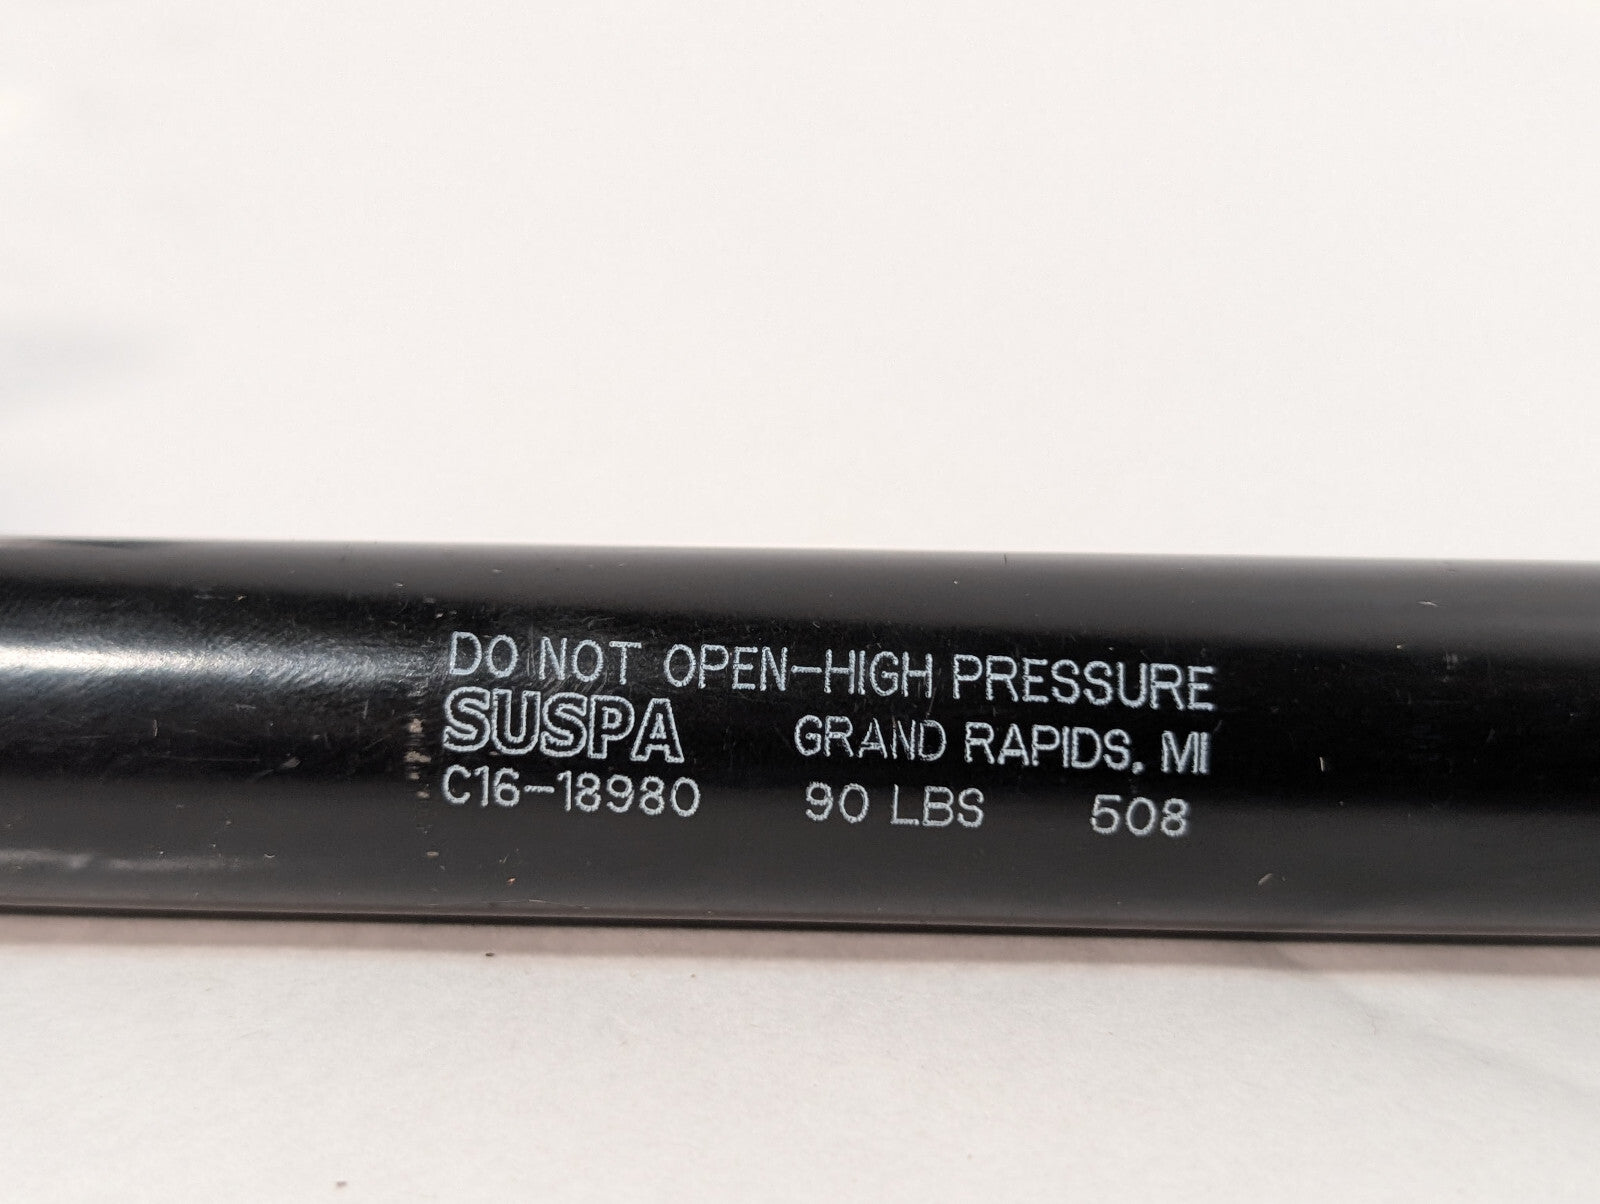 DO NOT OPEN-HIGH PRESSURE
SUSPA GRAND RAPIDS, MI
C16-18980 90 LBS 508